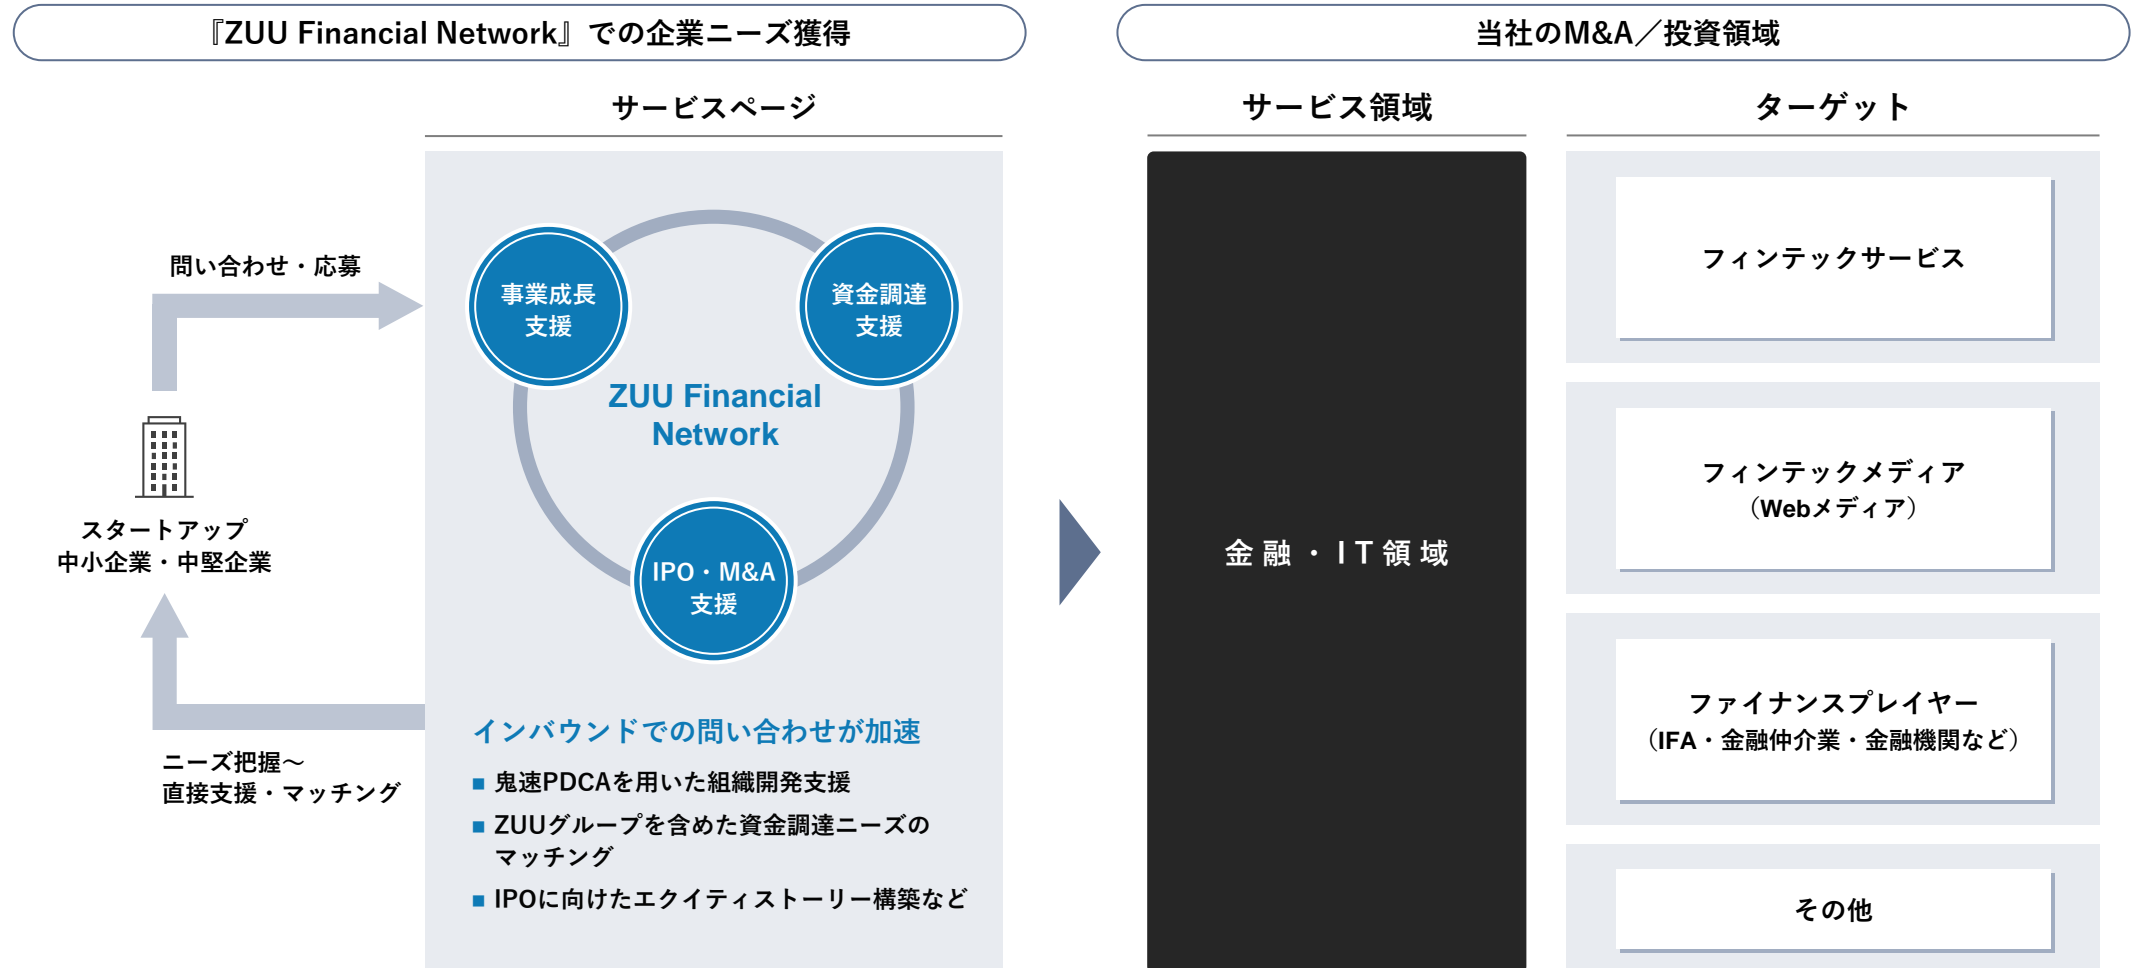 『ZUU Financial Network』での企業ニーズ獲得
サービスページ
問い合わせ・応募
スタートアップ
中小企業・中堅企業
ニーズ把握～
直接支援・マッチング
事業成長
支援
資金調達
支援
ZUU Financial
Network
IPO・M&A
支援
インバウンドでの問い合わせが加速
■ 鬼速PDCAを用いた組織開発支援
■ ZUUグループを含めた資金調達ニーズの
マッチング
■ IPOに向けたエクイティストーリー構築など
当社のM&A／投資領域
サービス領域
金融・IT領域
ターゲット
フィンテックサービス
フィンテックメディア
（Webメディア）
ファイナンスプレイヤー
（IFA・金融仲介業・金融機関など）
その他